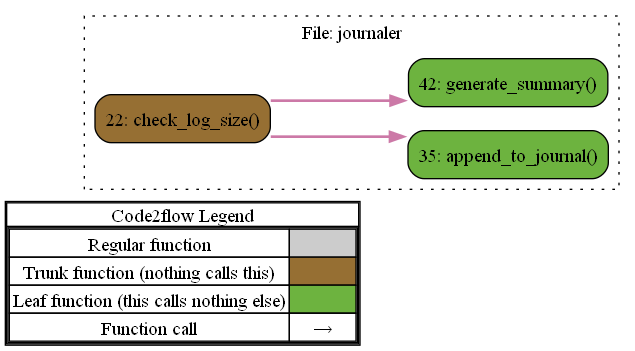 File: journaler
42: generate_summary()
22: check_log_size()
35: append_to_journal()
Code2flow Legend
Regular function
Trunk function (nothing calls this)
Leaf function (this calls nothing else)
Function call →